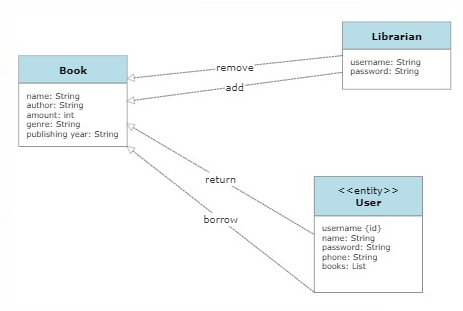 Librarian
username: String
password: String
Book
name: String
author: String
amount: int
genre: String
publishing year: String
remove
add
return
borrow
<<entity>>
User
username {id}
name: String
password: String
phone: String
books: List